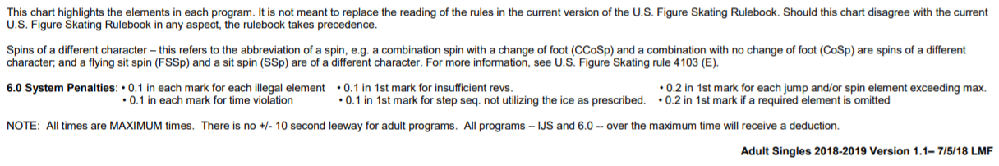 This chart highlights the elements in each program. It is not meant to replace the reading of the rules in the current version of the U.S. Figure Skating Rulebook. Should this chart disagree with the current
U.S. Figure Skating Rulebook in any aspect, the rulebook takes precedence.
Spins of a different character – this refers to the abbreviation of a spin, e.g. a combination spin with a change of foot (CCoSp) and a combination with no change of foot (CoSp) are spins of a different
character; and a flying sit spin (FSSp) and a sit spin (SSp) are of a different character. For more information, see U.S. Figure Skating rule 4103 (E).
6.0 System Penalties: • 0.1 in each mark for each illegal element • 0.1 in 1st mark for insufficient revs. • 0.2 in 1st mark for each jump and/or spin element exceeding max.
• 0.1 in each mark for time violation • 0.1 in 1st mark for step seq. not utilizing the ice as prescribed. • 0.2 in 1st mark if a required element is omitted
NOTE: All times are MAXIMUM times. There is no +/- 10 second leeway for adult programs. All programs – IJS and 6.0 -- over the maximum time will receive a deduction.
Adult Singles 2018-2019 Version 1.1– 7/5/18 LMF